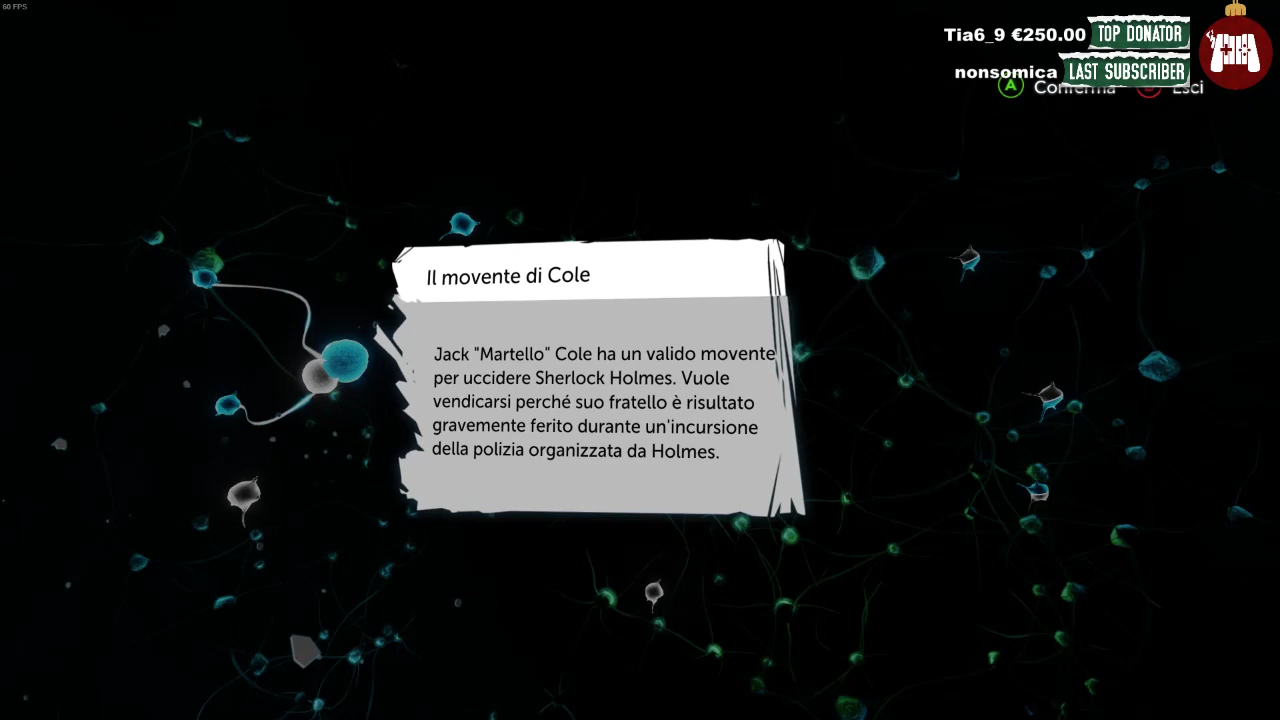 60 FPS
Tia6_9 €250.00 TOP DONATOR
nonsomica LAST SUBSCRIBER
A Conferma Esci
Il movente di Cole
Jack "Martello" Cole ha un valido movente
per uccidere Sherlock Holmes. Vuole
vendicarsi perché suo fratello è risultato
gravemente ferito durante un'incursione
della polizia organizzata da Holmes.